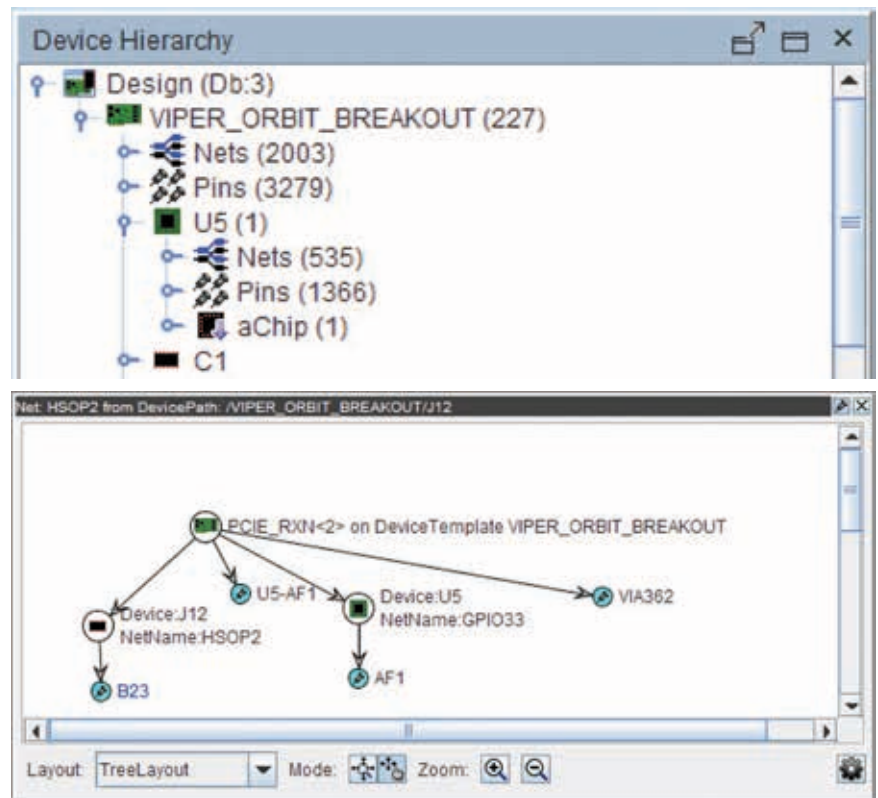 Device Hierarchy
Design (Db:3)
VIPER_ORBIT_BREAKOUT (227)
Nets (2003)
Pins (3279)
U5 (1)
Nets (535)
Pins (1366)
aChip (1)
C1
Net: HSOP2 from DevicePath: /VIPER_ORBIT_BREAKOUT/J12
PCIE_RXN<2> on DeviceTemplate VIPER_ORBIT_BREAKOUT
U5-AF1
Device:U5
VIA362
NetName:GPIO33
Device:J12
NetName:HSOP2
AF1
B23
Layout: TreeLayout Mode: Zoom: